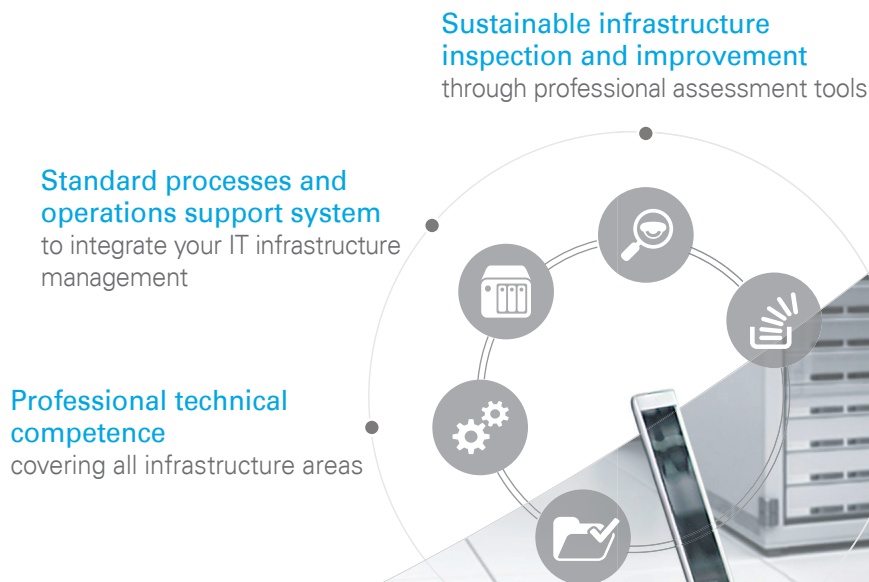 Sustainable infrastructure
inspection and improvement
through professional assessment tools
Standard processes and
operations support system
to integrate your IT infrastructure
management
Professional technical
competence
covering all infrastructure areas